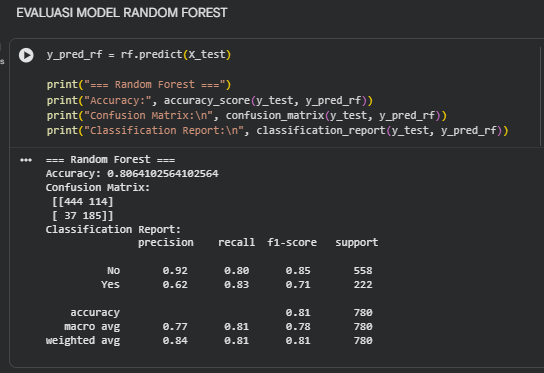 EVALUASI MODEL RANDOM FOREST
y_pred_rf = rf.predict(X_test)
print("=== Random Forest ===")
print("Accuracy:", accuracy_score(y_test, y_pred_rf))
print("Confusion Matrix:\n", confusion_matrix(y_test, y_pred_rf))
print("Classification Report:\n", classification_report(y_test, y_pred_rf))
=== Random Forest ===
Accuracy: 0.8064102564102564
Confusion Matrix:
[[444 114]
[ 37 185]]
Classification Report:
precision recall f1-score support
No 0.92 0.80 0.85 558
Yes 0.62 0.83 0.71 222
accuracy 0.81 780
macro avg 0.77 0.81 0.78 780
weighted avg 0.84 0.81 0.81 780